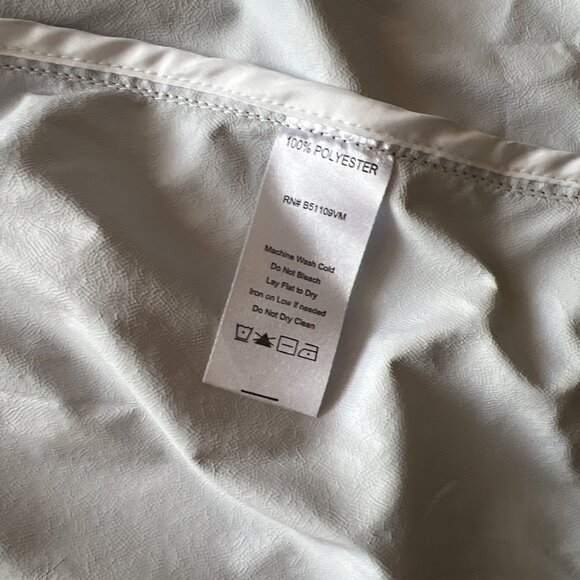 100% POLYESTER
RN# B51109VM
Machine Wash Cold
Do Not Bleach
Lay Flat to Dry
Iron on Low if needed
Do Not Dry Clean